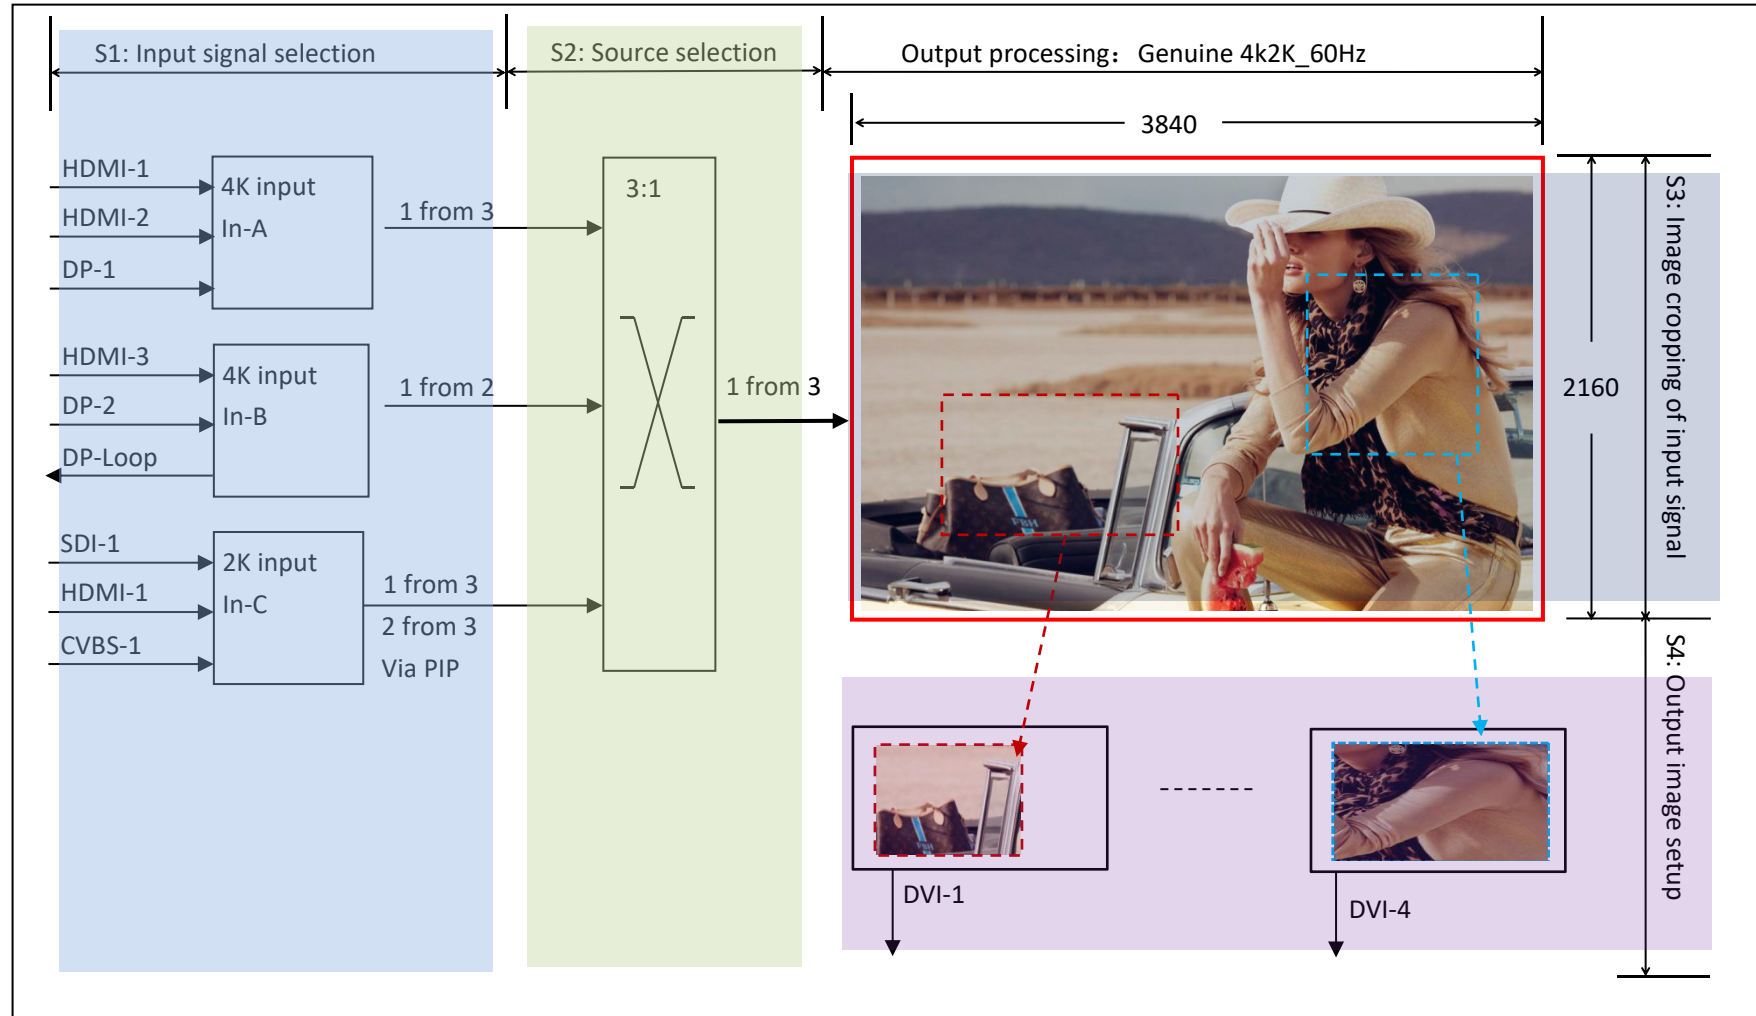 S1: Input signal selection
S2: Source selection
Output processing：Genuine 4k2K_60Hz
3840
HDMI-1
HDMI-2
DP-1
4K input
In-A
1 from 3
HDMI-3
DP-2
DP-Loop
4K input
In-B
1 from 2
SDI-1
HDMI-1
CVBS-1
2K input
In-C
1 from 3
2 from 3
Via PIP
3:1
1 from 3
FBH
2160
S3: Image cropping of input signal
S4: Output image setup
FBH
DVI-1
DVI-4